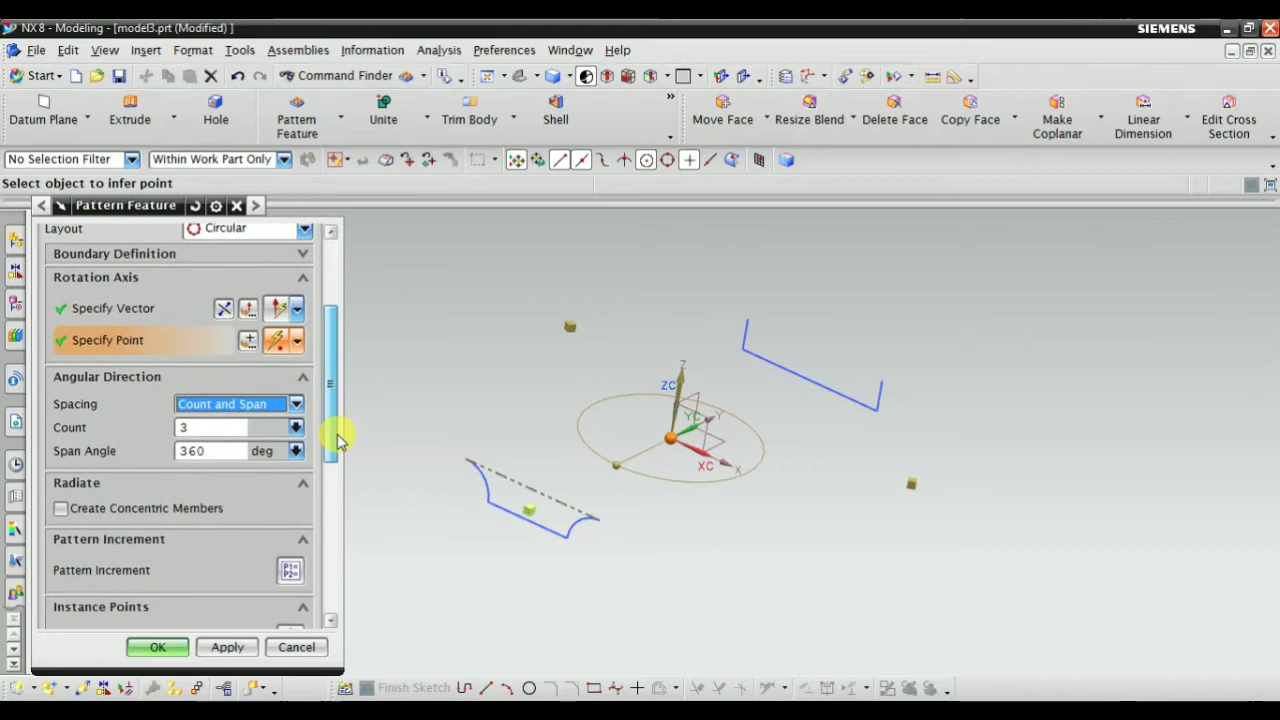 NX 8 - Modeling - [model3.prt (Modified) ]
SIEMENS
File Edit View Insert Format Tools Assemblies Information Analysis Preferences Window Help
Start Command Finder
Datum Plane Extrude Hole Pattern Feature Unite Trim Body Shell » Move Face Resize Blend Delete Face Copy Face Make Coplanar Linear Dimension Edit Cross Section
No Selection Filter Within Work Part Only
Select object to infer point
Pattern Feature
Layout Circular
Boundary Definition
Rotation Axis
Specify Vector
Specify Point
Angular Direction
Spacing Count and Span
Count 3
Span Angle 360 deg
Radiate
Create Concentric Members
Pattern Increment
Pattern Increment P1= P2=
Instance Points
OK Apply Cancel
Z
ZC
YC Y
XC X
Finish Sketch